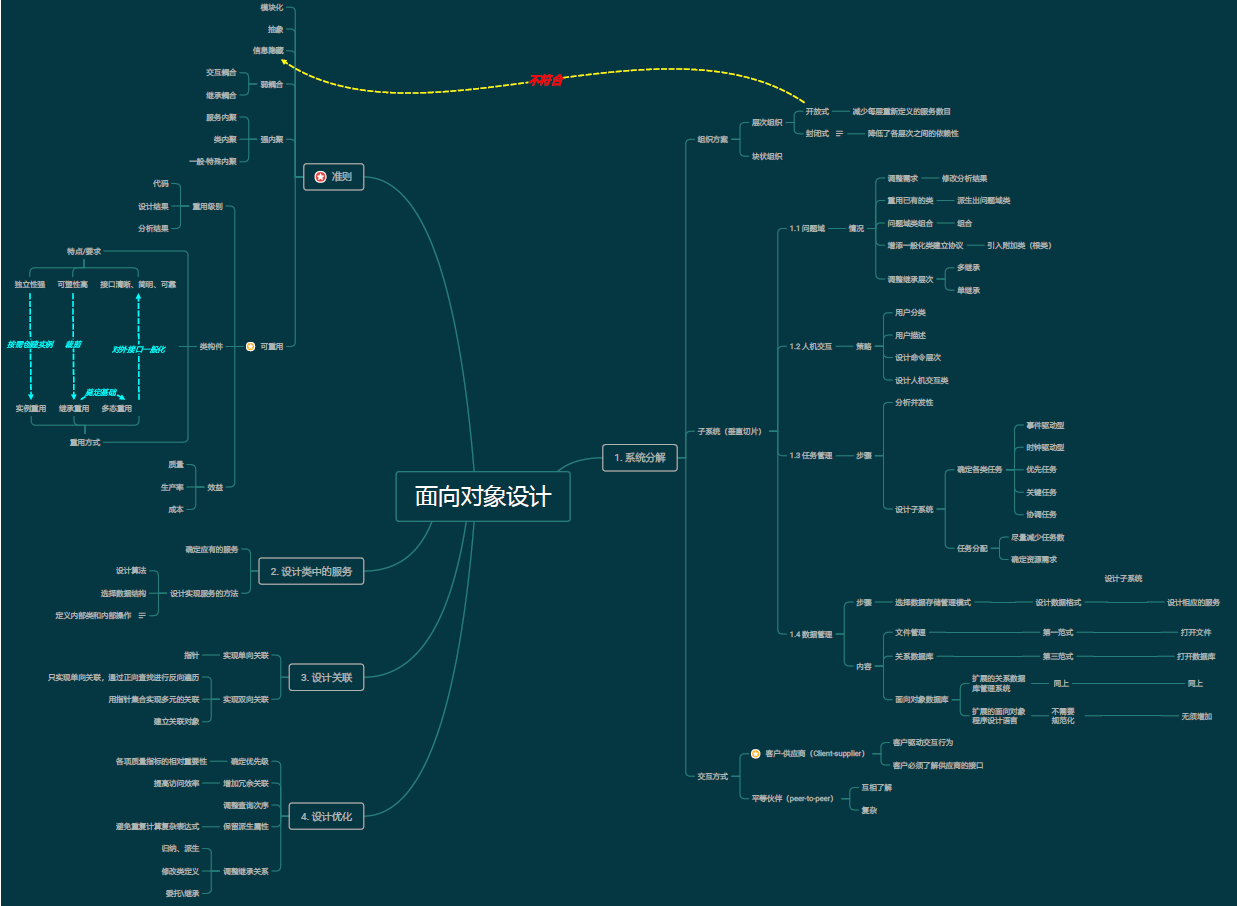 面向对象设计
准则
模块化
抽象
信息隐藏
弱耦合
交互耦合
继承耦合
强内聚
服务内聚
类内聚
一般-特殊内聚
可重用
重用级别
代码
设计结果
分析结果
类构件
特点/要求
独立性强
可塑性高
接口清晰、简明、可靠
按需创建实例
裁剪
对外接口一般化
奠定基础
实例重用
继承重用
多态重用
重用方式
效益
质量
生产率
成本
不符合
1. 系统分解
组织方案
层次组织
开放式
减少每层重新定义的服务数目
封闭式
降低了各层次之间的依赖性
块状组织
子系统（垂直切片）
1.1 问题域
情况
调整需求
修改分析结果
重用已有的类
派生出问题域类
问题域类组合
组合
增添一般化类建立协议
引入附加类（根类）
调整继承层次
多继承
单继承
1.2 人机交互
策略
用户分类
用户描述
设计命令层次
设计人机交互类
1.3 任务管理
步骤
分析并发性
设计子系统
确定各类任务
事件驱动型
时钟驱动型
优先任务
关键任务
协调任务
任务分配
尽量减少任务数
确定资源需求
1.4 数据管理
设计子系统
步骤
选择数据存储管理模式
设计数据格式
设计相应的服务
内容
文件管理
第一范式
打开文件
关系数据库
第三范式
打开数据库
面向对象数据库
扩展的关系数据
库管理系统
同上
同上
扩展的面向对象
程序设计语言
不需要
规范化
无须增加
交互方式
客户-供应商（Client-supplier）
客户驱动交互行为
客户必须了解供应商的接口
平等伙伴（peer-to-peer）
互相了解
复杂
2. 设计类中的服务
确定应有的服务
设计实现服务的方法
设计算法
选择数据结构
定义内部类和内部操作
3. 设计关联
实现单向关联
指针
实现双向关联
只实现单向关联，通过正向查找进行反向遍历
用指针集合实现多元的关联
建立关联对象
4. 设计优化
确定优先级
各项质量指标的相对重要性
增加冗余关联
提高访问效率
调整查询次序
保留派生属性
避免重复计算复杂表达式
调整继承关系
归纳、派生
修改类定义
委托\继承